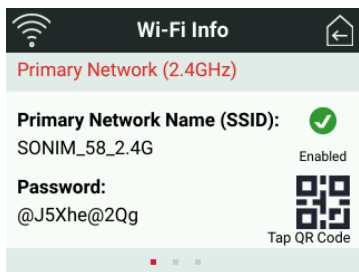 Wi-Fi Info
Primary Network (2.4GHz)
Primary Network Name (SSID):
SONIM_58_2.4G
Enabled
Password:
@J5Xhe@2Qg
Tap QR Code